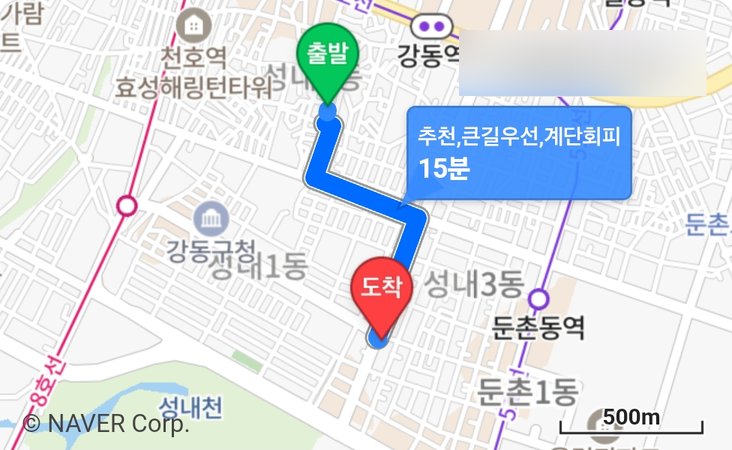 가람
트
천호역
효성해링턴타워
출발
강동역
추천,큰길우선,계단회피
15분
강동구청
성내1동
도착
성내3동
둔촌동역
둔촌1동
8호선
성내천
© NAVER Corp.
500m